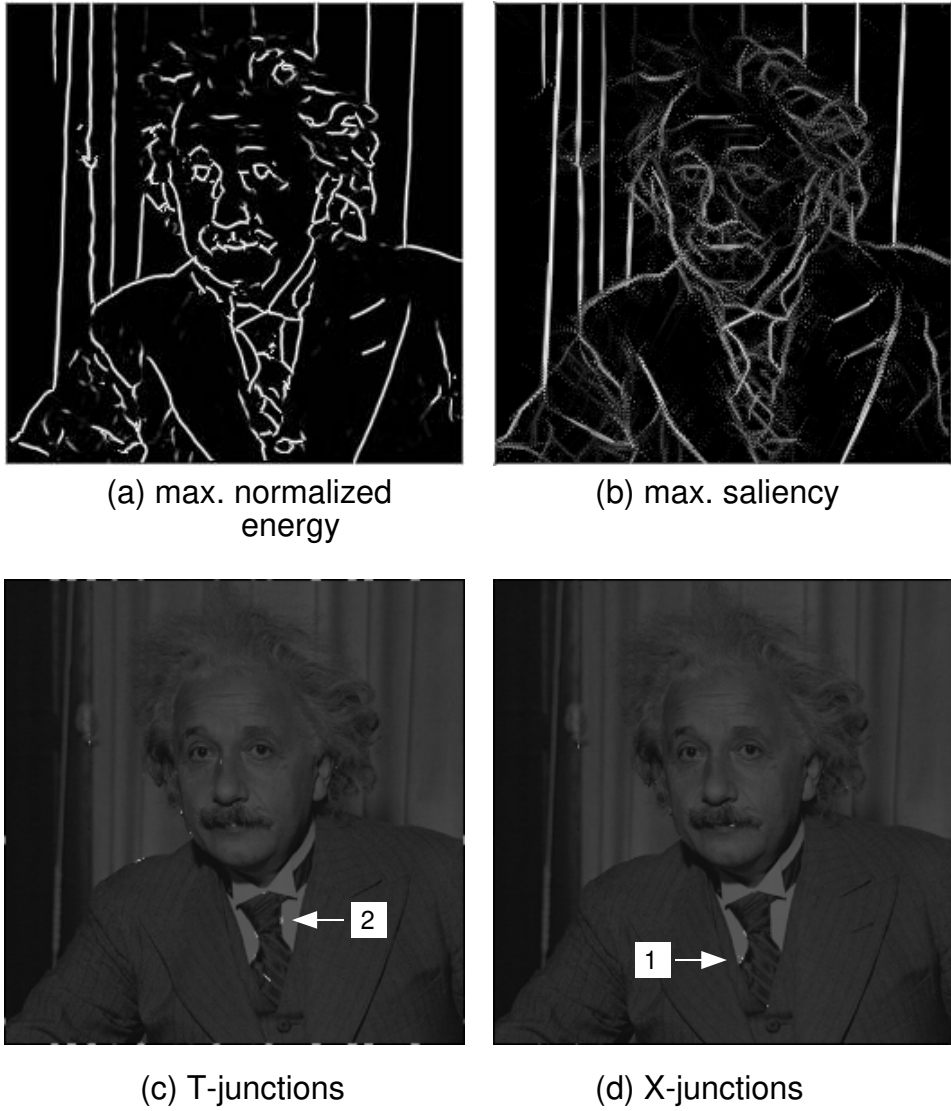 (a) max. normalized
energy
(b) max. saliency
2
1
(c) T-junctions
(d) X-junctions